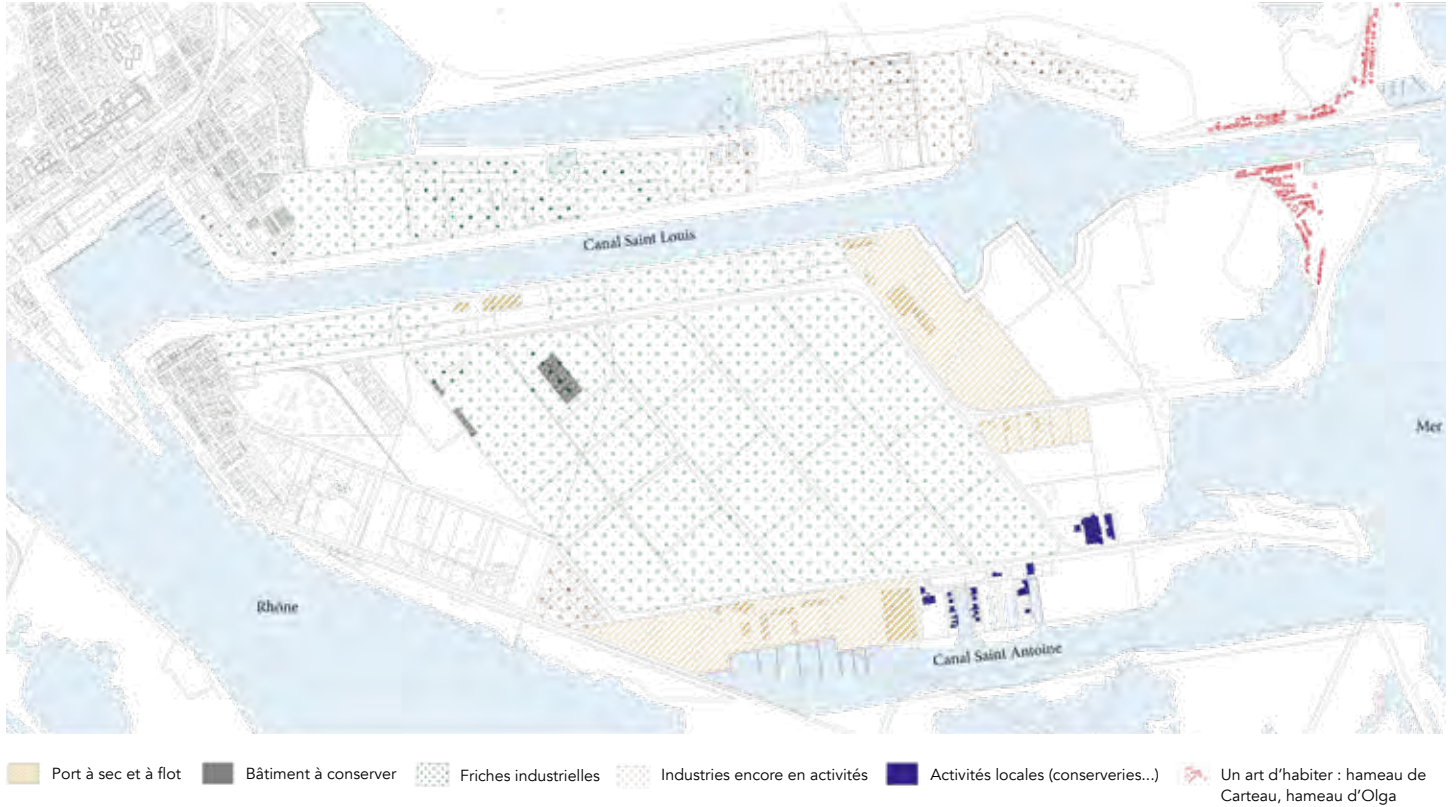 Canal Saint Louis
Mer
Rhône
Canal Saint Antoine
Port à sec et à flot
Bâtiment à conserver
Friches industrielles
Industries encore en activités
Activités locales (conserveries...)
Un art d'habiter : hameau de
Carteau, hameau d'Olga